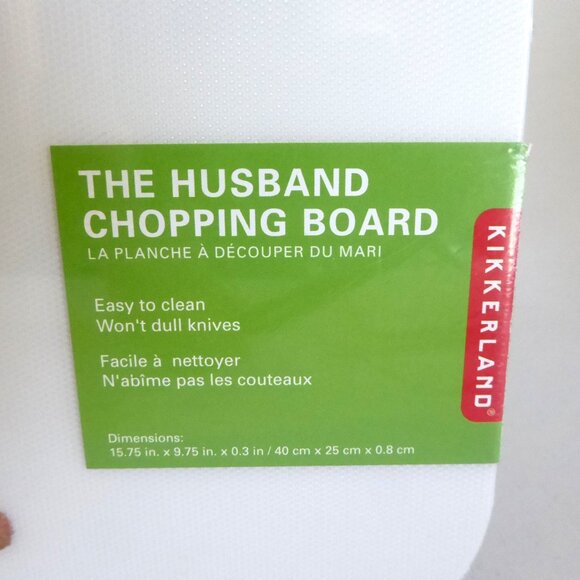 THE HUSBAND
CHOPPING BOARD
LA PLANCHE À DÉCOUPER DU MARI
Easy to clean
Won't dull knives
Facile à nettoyer
N'abîme pas les couteaux
Dimensions:
15.75 in. x 9.75 in. x 0.3 in / 40 cm x 25 cm x 0.8 cm
KIKKERLAND®